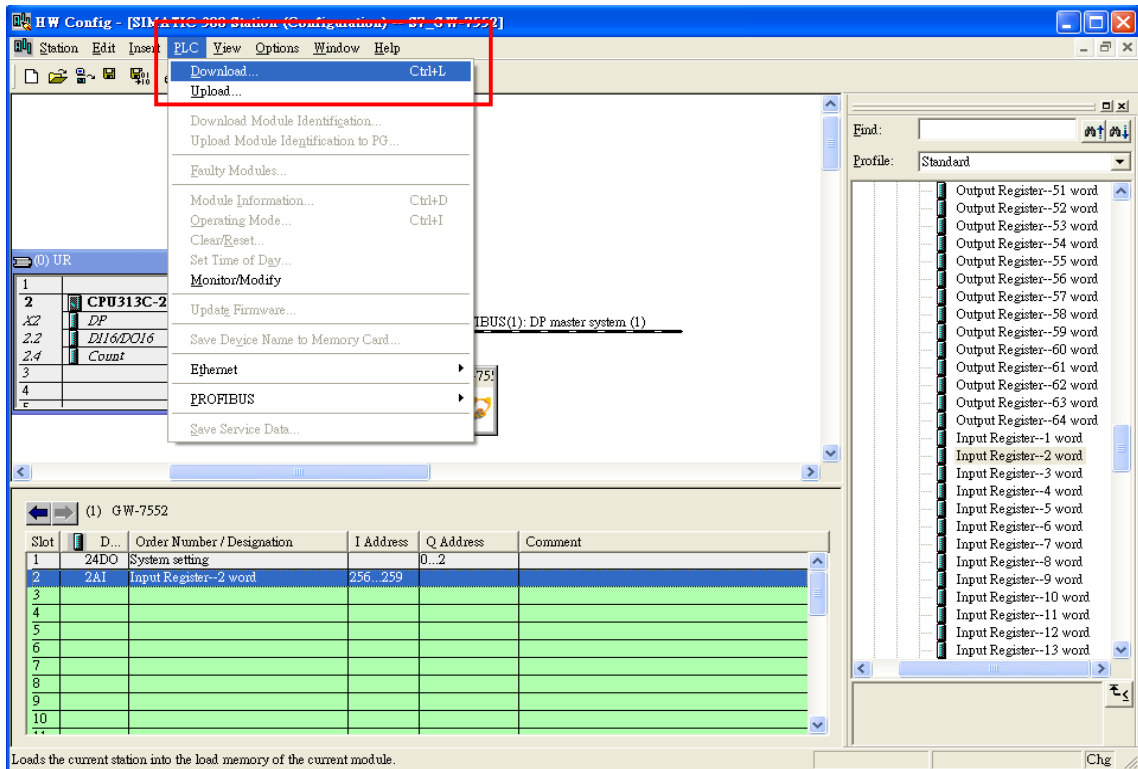 HW Config - [SIMATIC 300 Station (Configuration) -- S7_GW-7552]
Station Edit Insert PLC View Options Window Help
Download... Ctrl+L
Upload...
Download Module Identification...
Upload Module Identification to PG...
Faulty Modules...
Module Information... Ctrl+D
Operating Mode... Ctrl+I
Clear/Reset...
Set Time of Day...
Monitor/Modify
Update Firmware...
Save Device Name to Memory Card...
Ethernet
PROFIBUS
Save Service Data...
(0) UR
1
2 CPU313C-2
X2 DP
2.2 DI16/DO16
2.4 Count
3
4
IBUS(1): DP master system (1)
75
Find:
Profile: Standard
Output Register--51 word
Output Register--52 word
Output Register--53 word
Output Register--54 word
Output Register--55 word
Output Register--56 word
Output Register--57 word
Output Register--58 word
Output Register--59 word
Output Register--60 word
Output Register--61 word
Output Register--62 word
Output Register--63 word
Output Register--64 word
Input Register--1 word
Input Register--2 word
Input Register--3 word
Input Register--4 word
Input Register--5 word
Input Register--6 word
Input Register--7 word
Input Register--8 word
Input Register--9 word
Input Register--10 word
Input Register--11 word
Input Register--12 word
Input Register--13 word
(1) GW-7552
Slot D... Order Number / Designation I Address Q Address Comment
1 24DO System setting 0...2
2 2AI Input Register--2 word 256...259
3
4
5
6
7
8
9
10
Loads the current station into the load memory of the current module.
Chg